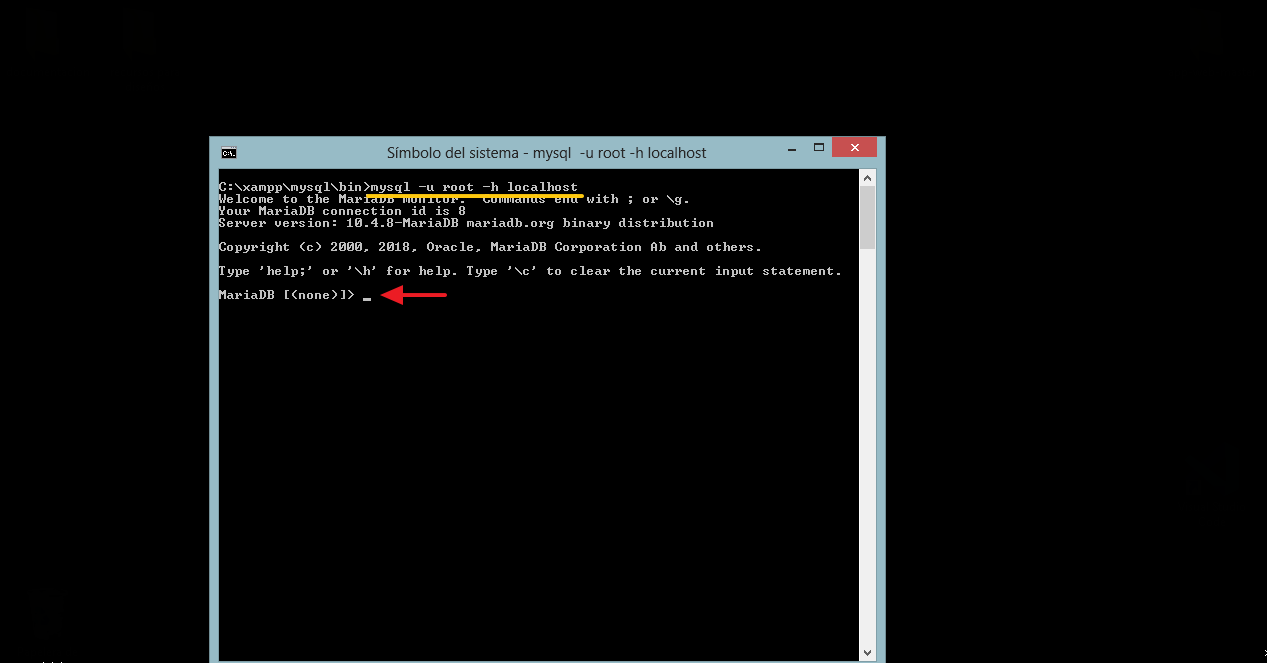 Símbolo del sistema - mysql  -u root -h localhost
C:\xampp\mysql\bin>mysql -u root -h localhost
Welcome to the MariaDB monitor.  Commands end with ; or \g.
Your MariaDB connection id is 8
Server version: 10.4.8-MariaDB mariadb.org binary distribution
Copyright (c) 2000, 2018, Oracle, MariaDB Corporation Ab and others.
Type 'help;' or '\h' for help. Type '\c' to clear the current input statement.
MariaDB [(none)]> _